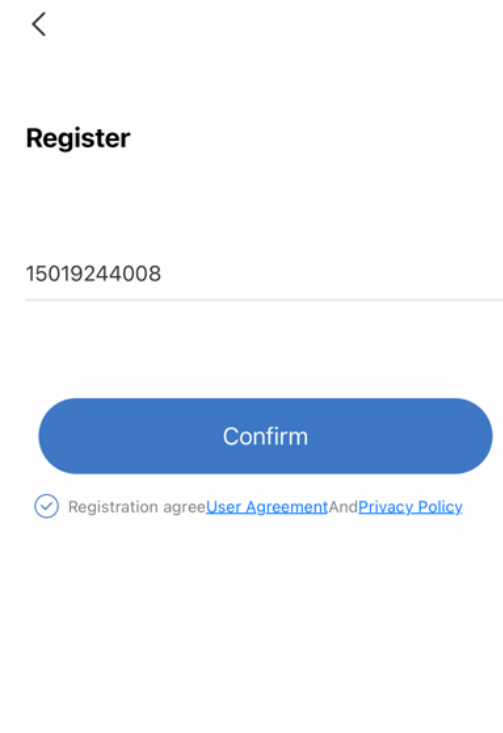 Register
15019244008
Confirm
Registration agreeUser AgreementAndPrivacy Policy